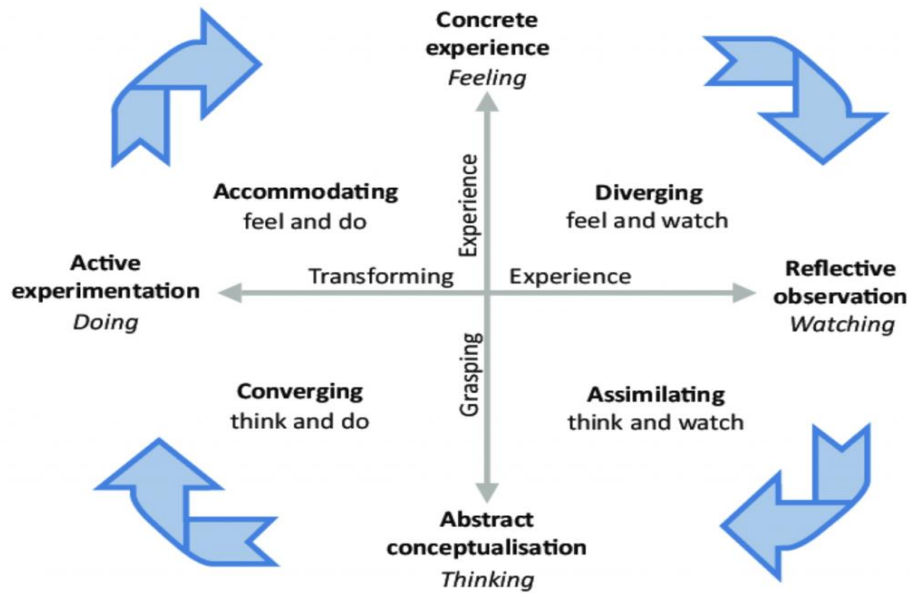 Concrete
experience
Feeling
Accommodating
feel and do
Experience
Diverging
feel and watch
Active
experimentation
Doing
Transforming
Experience
Reflective
observation
Watching
Grasping
Converging
think and do
Assimilating
think and watch
Abstract
conceptualisation
Thinking